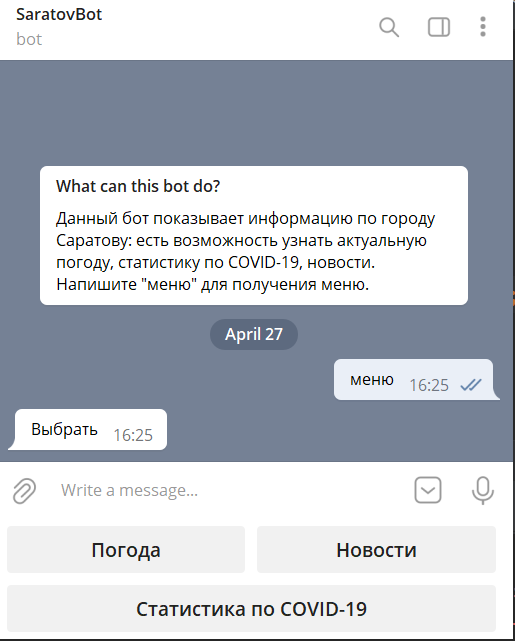 SaratovBot
bot
What can this bot do?
Данный бот показывает информацию по городу
Саратову: есть возможность узнать актуальную
погоду, статистику по COVID-19, новости.
Напишите "меню" для получения меню.
April 27
меню 16:25
Выбрать 16:25
Write a message...
Погода
Новости
Статистика по COVID-19